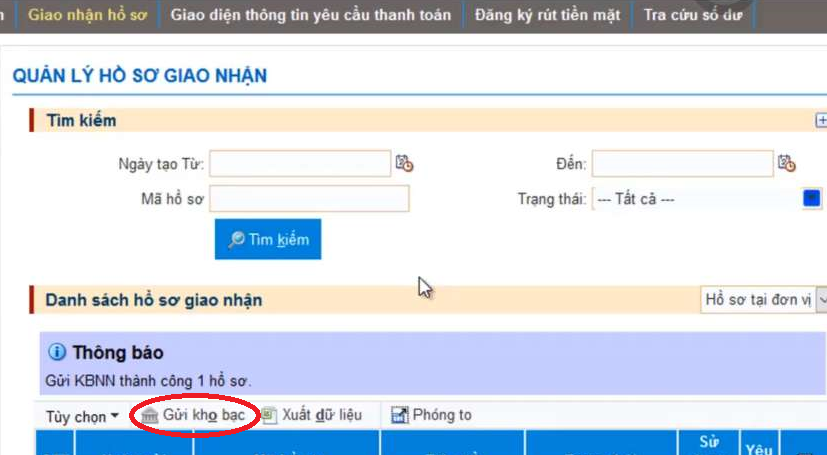 Giao nhận hồ sơ Giao diện thông tin yêu cầu thanh toán Đăng ký rút tiền mặt Tra cứu số dư
QUẢN LÝ HỒ SƠ GIAO NHẬN
Tìm kiếm
Ngày tạo Từ: Đến:
Mã hồ sơ Trạng thái: --- Tất cả ---
Tìm kiếm
Danh sách hồ sơ giao nhận Hồ sơ tại đơn vị
Thông báo
Gửi KBNN thành công 1 hồ sơ.
Tùy chọn Gửi kho bạc Xuất dữ liệu Phóng to
Sử
Yêu